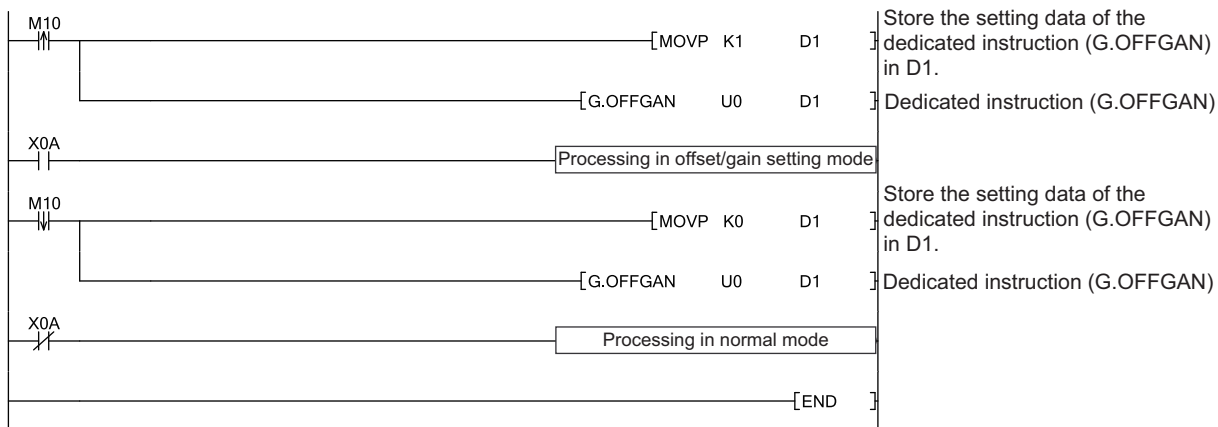 M10
[MOVP K1 D1 ]
Store the setting data of the
dedicated instruction (G.OFFGAN)
in D1.
[G.OFFGAN U0 D1 ]
Dedicated instruction (G.OFFGAN)
X0A
Processing in offset/gain setting mode
M10
[MOVP K0 D1 ]
Store the setting data of the
dedicated instruction (G.OFFGAN)
in D1.
[G.OFFGAN U0 D1 ]
Dedicated instruction (G.OFFGAN)
X0A
Processing in normal mode
[END ]